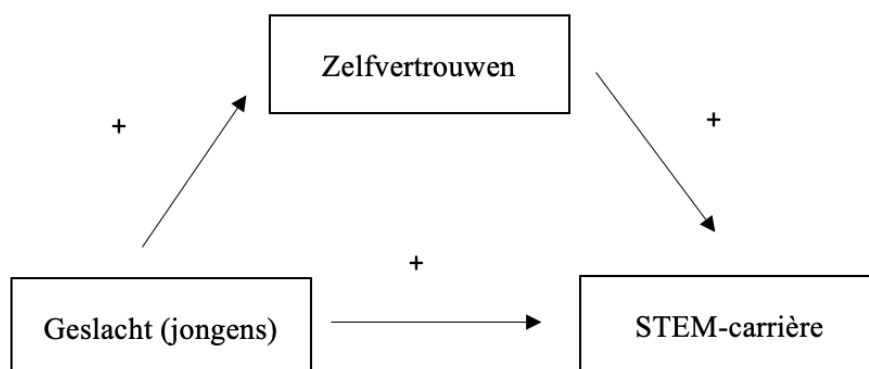 Zelfvertrouwen
+
+
+
Geslacht (jongens)
STEM-carrière